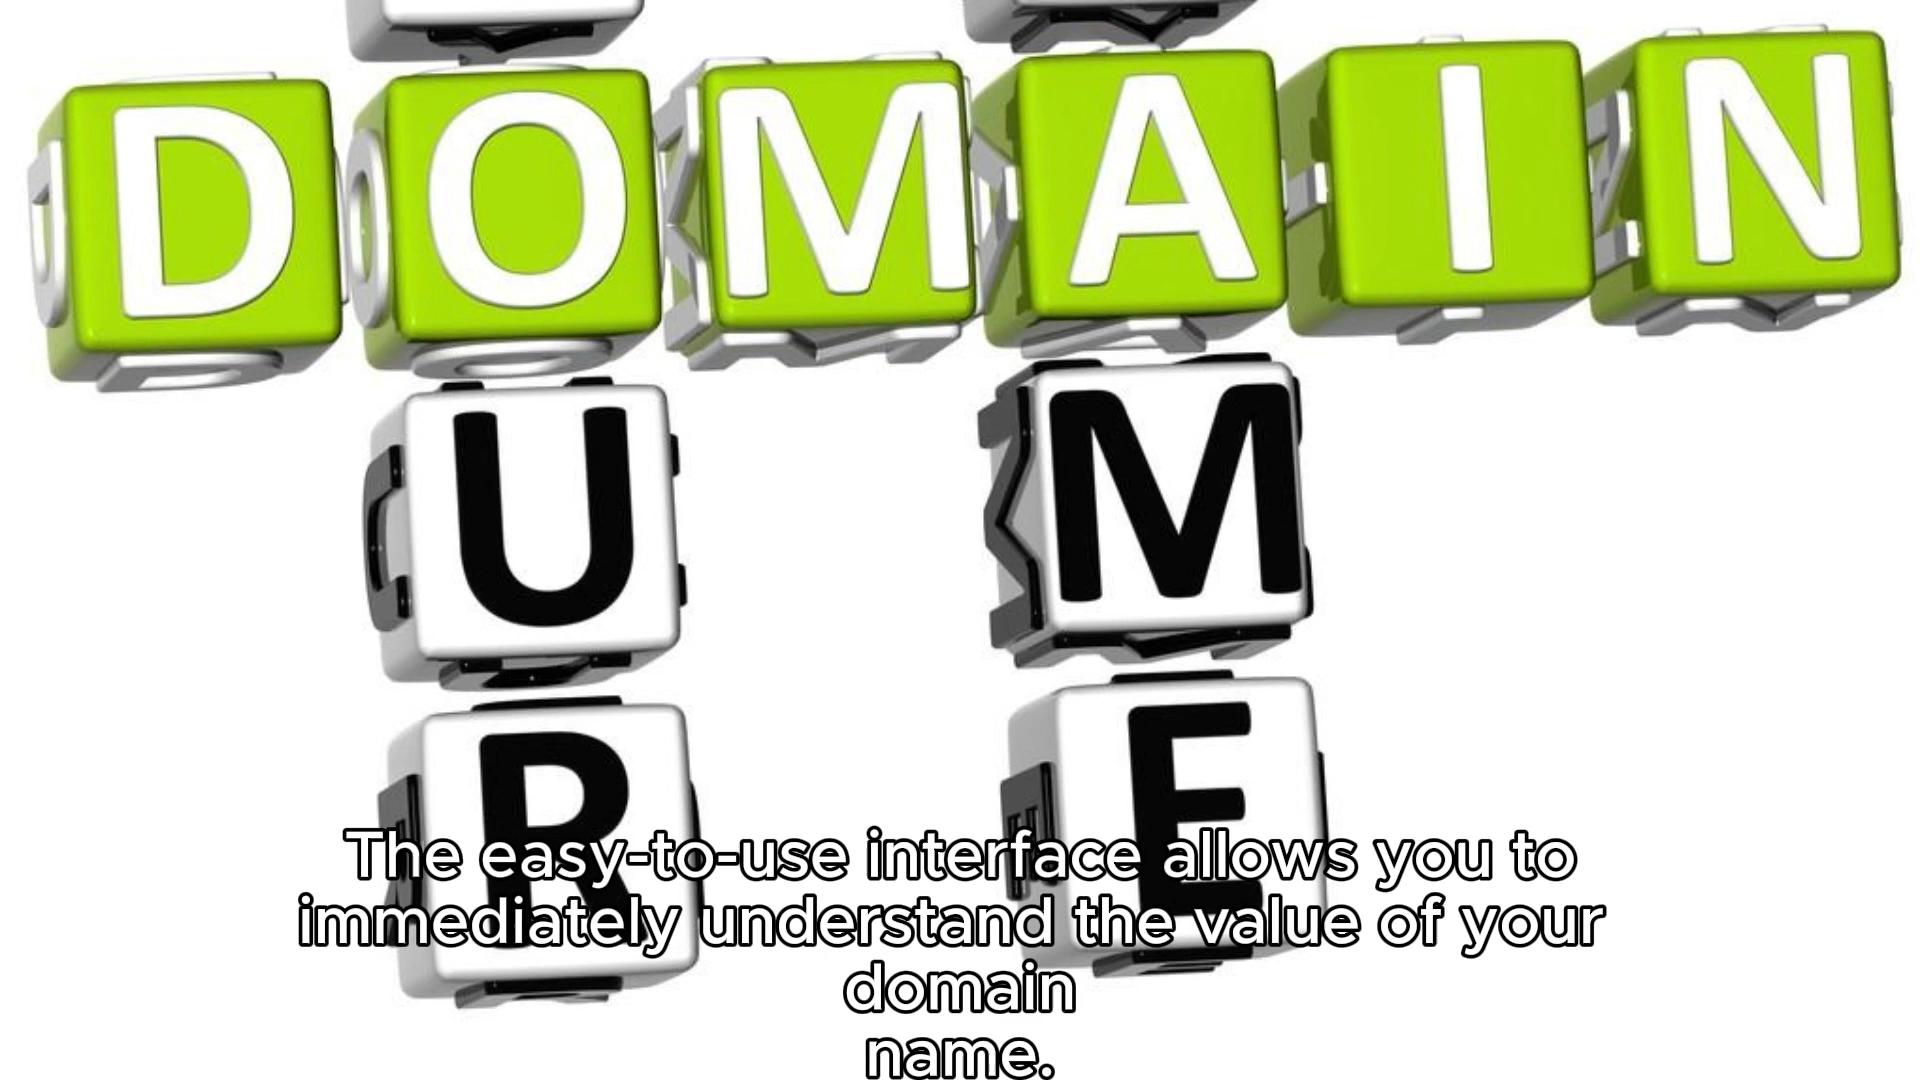 DOMAIN
U M
R E
The easy-to-use interface allows you to
immediately understand the value of your
domain
name.